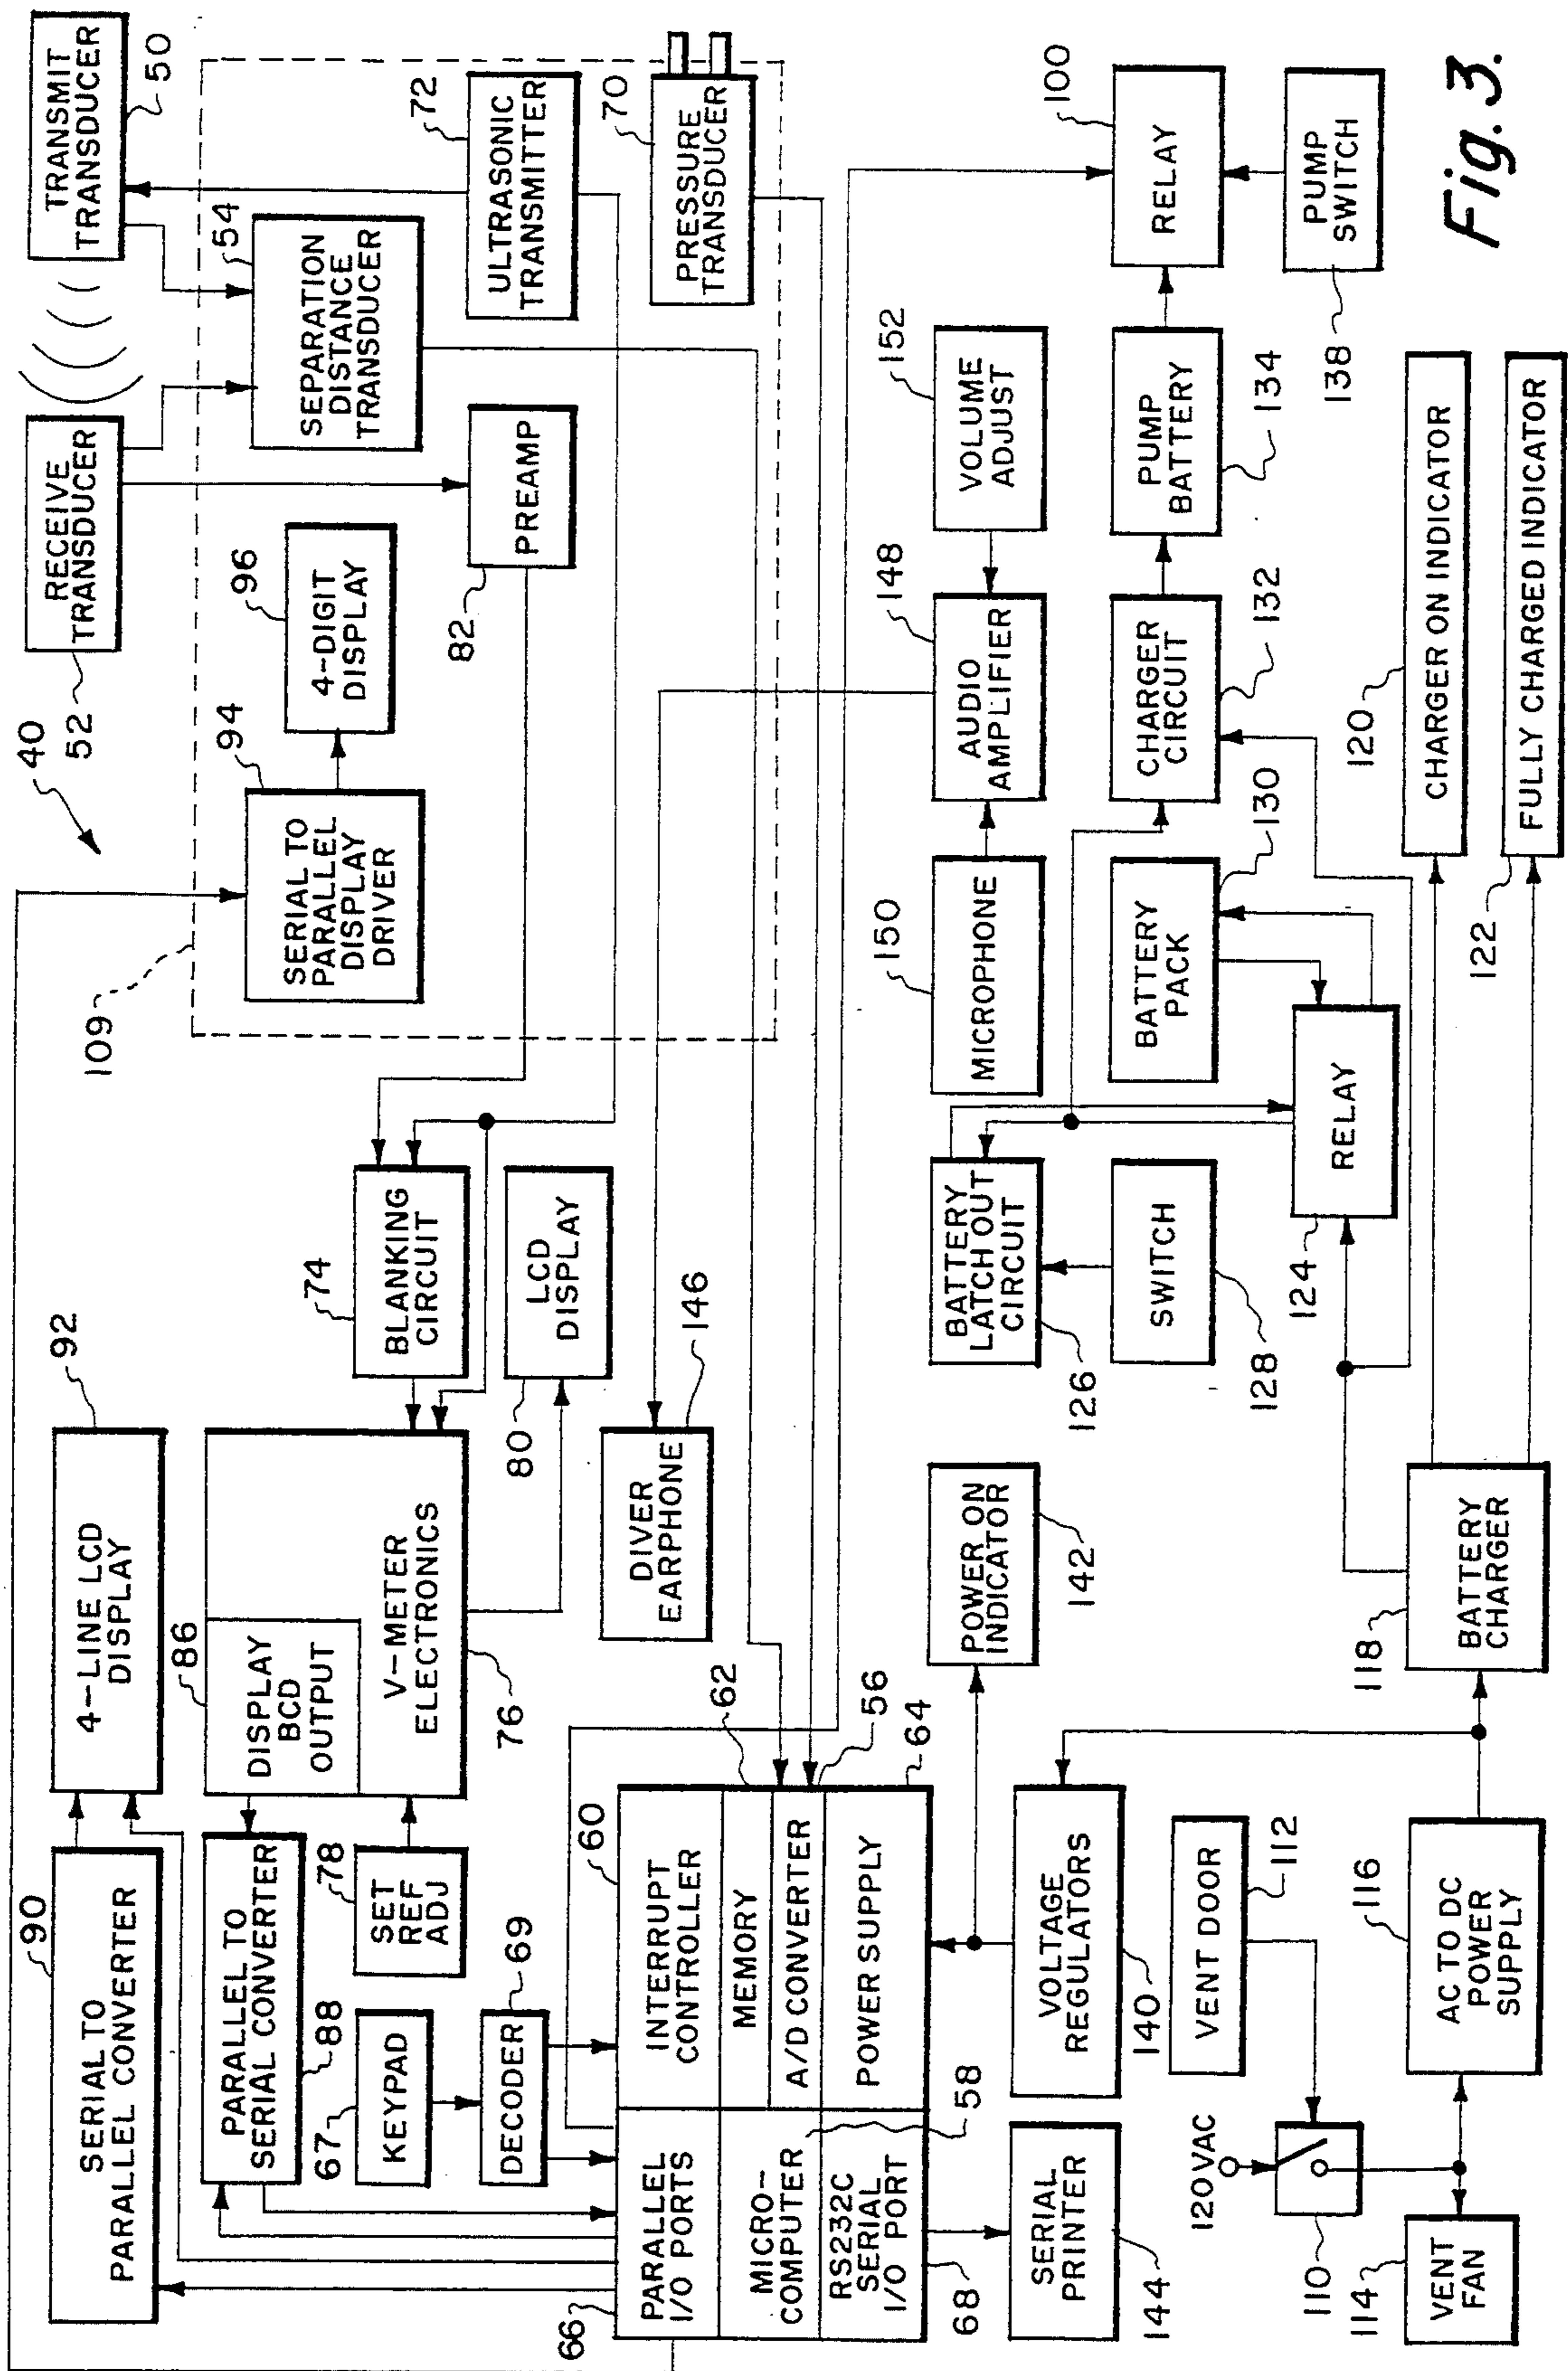 40
RECEIVE
TRANSDUCER
52
TRANSMIT
TRANSDUCER
50
90
SERIAL TO
PARALLEL CONVERTER
4-LINE LCD
DISPLAY
92
109
SERIAL TO
PARALLEL
DISPLAY
DRIVER
94
4-DIGIT
DISPLAY
96
SEPARATION
DISTANCE
TRANSDUCER
54
PARALLEL TO
SERIAL CONVERTER
88
DISPLAY
BCD
OUTPUT
86
V-METER
ELECTRONICS
76
BLANKING
CIRCUIT
74
PREAMP
82
ULTRASONIC
TRANSMITTER
72
KEYPAD
67
SET
REF
ADJ
78
LCD
DISPLAY
80
DECODER
69
PRESSURE
TRANSDUCER
70
DIVER
EARPHONE
146
PARALLEL
I/O PORTS
66
INTERRUPT
CONTROLLER
60
MICRO-
COMPUTER
58
MEMORY
62
A/D CONVERTER
56
RS232C
SERIAL
I/O PORT
68
POWER SUPPLY
64
POWER ON
INDICATOR
142
BATTERY
LATCH OUT
CIRCUIT
126
MICROPHONE
150
AUDIO
AMPLIFIER
148
VOLUME
ADJUST
152
SERIAL
PRINTER
144
VOLTAGE
REGULATORS
140
SWITCH
128
BATTERY
PACK
130
CHARGER
CIRCUIT
132
PUMP
BATTERY
134
RELAY
100
VENT DOOR
112
120VAC
110
RELAY
124
PUMP
SWITCH
138
VENT
FAN
114
AC TO DC
POWER
SUPPLY
116
BATTERY
CHARGER
118
CHARGER ON INDICATOR
120
FULLY CHARGED INDICATOR
122
Fig. 3.